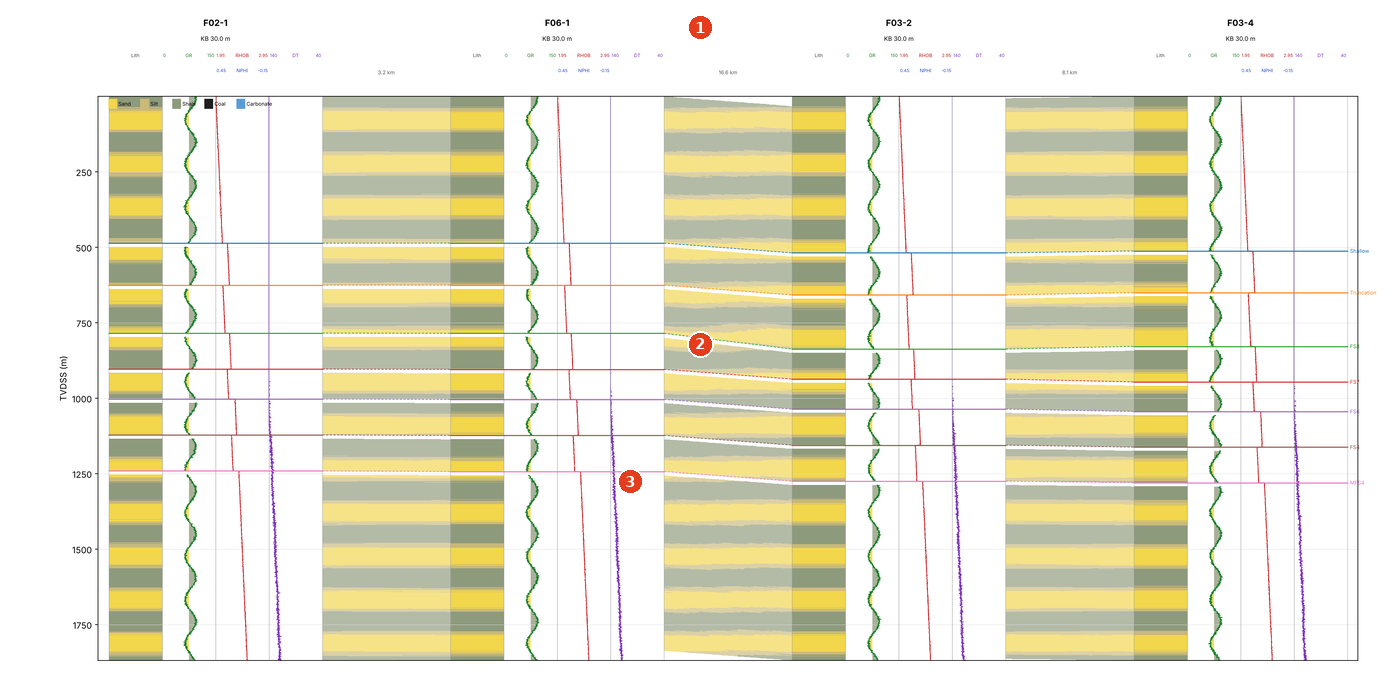 F02-1 F06-1 1 F03-2 F03-4
KB 30.0 m KB 30.0 m KB 30.0 m KB 30.0 m
Lith 0 GR 150 1.95 RHOB 2.95 140 DT 40 Lith 0 GR 150 1.95 RHOB 2.95 140 DT 40 Lith 0 GR 150 1.95 RHOB 2.95 140 DT 40 Lith 0 GR 150 1.95 RHOB 2.95 140 DT 40
0.45 NPHI -0.15 0.45 NPHI -0.15 0.45 NPHI -0.15 0.45 NPHI -0.15
3.2 km 16.6 km 8.1 km
Sand Silt Shale Coal Carbonate
250
500
Shallow
Truncation
750
2
FS8
TVDSS (m)
FS7
1000
FS6
FS4
1250
3
MFS4
1500
1750